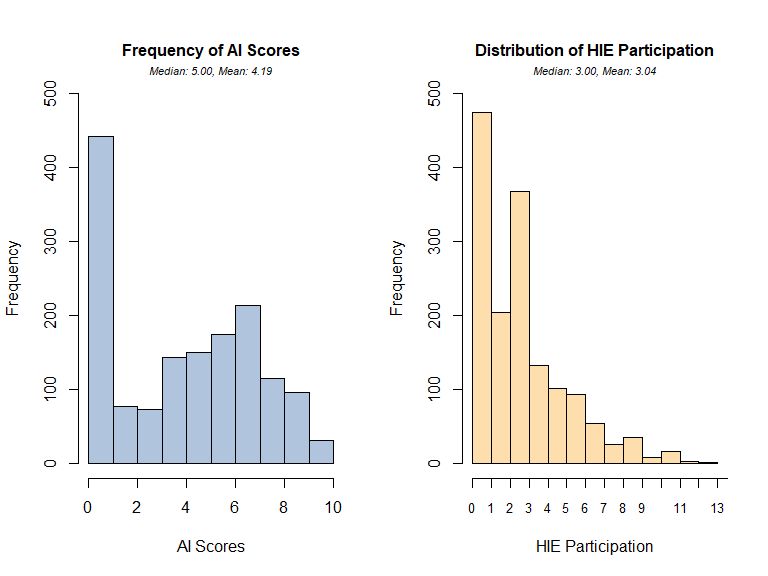 Frequency of AI Scores
Median: 5.00, Mean: 4.19
Frequency
0 100 200 300 400 500
0 2 4 6 8 10
AI Scores
Distribution of HIE Participation
Median: 3.00, Mean: 3.04
Frequency
0 100 200 300 400 500
0 1 2 3 4 5 6 7 8 9 11 13
HIE Participation